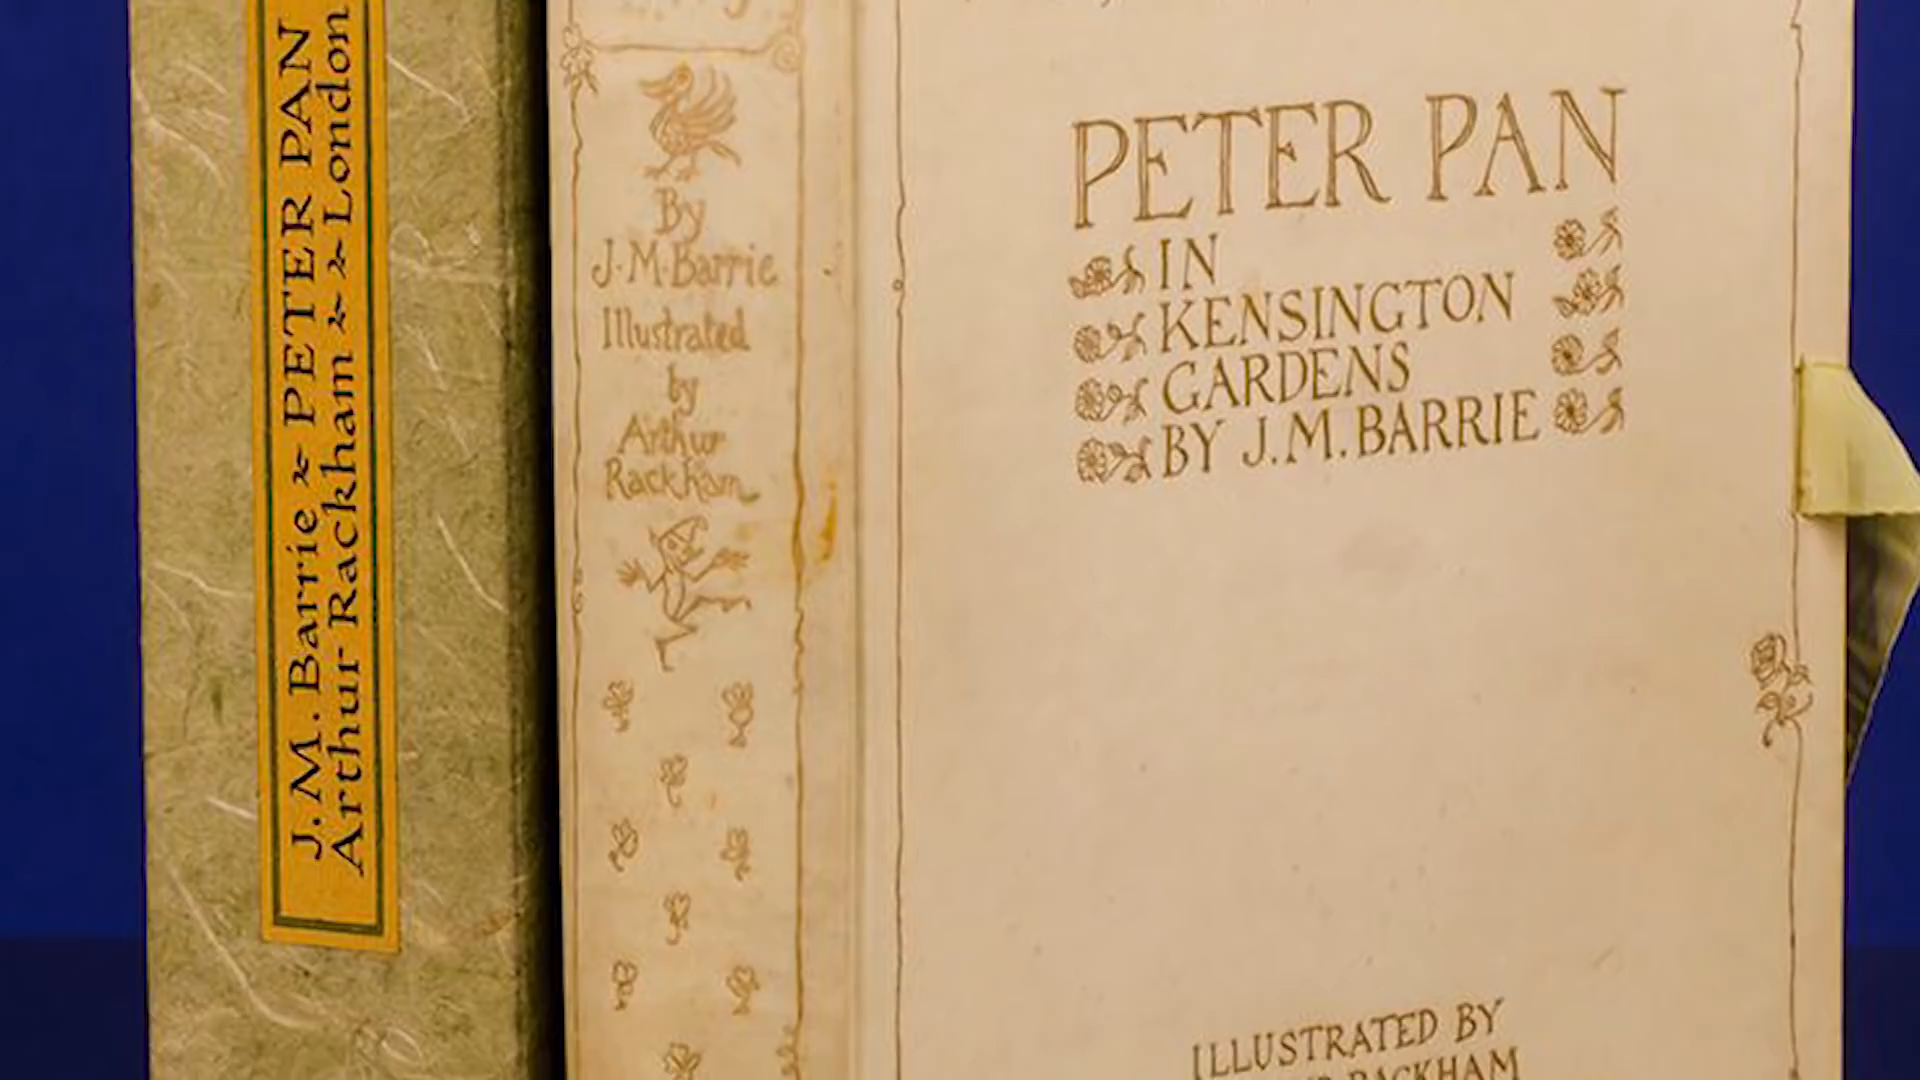 J.M. Barrie PETER PAN
Arthur Rackham London
By
J.M. Barrie
Illustrated
by
Arthur
Rackham
PETER PAN
IN
KENSINGTON
GARDENS
BY J.M. BARRIE
ILLUSTRATED BY
RACKHAM